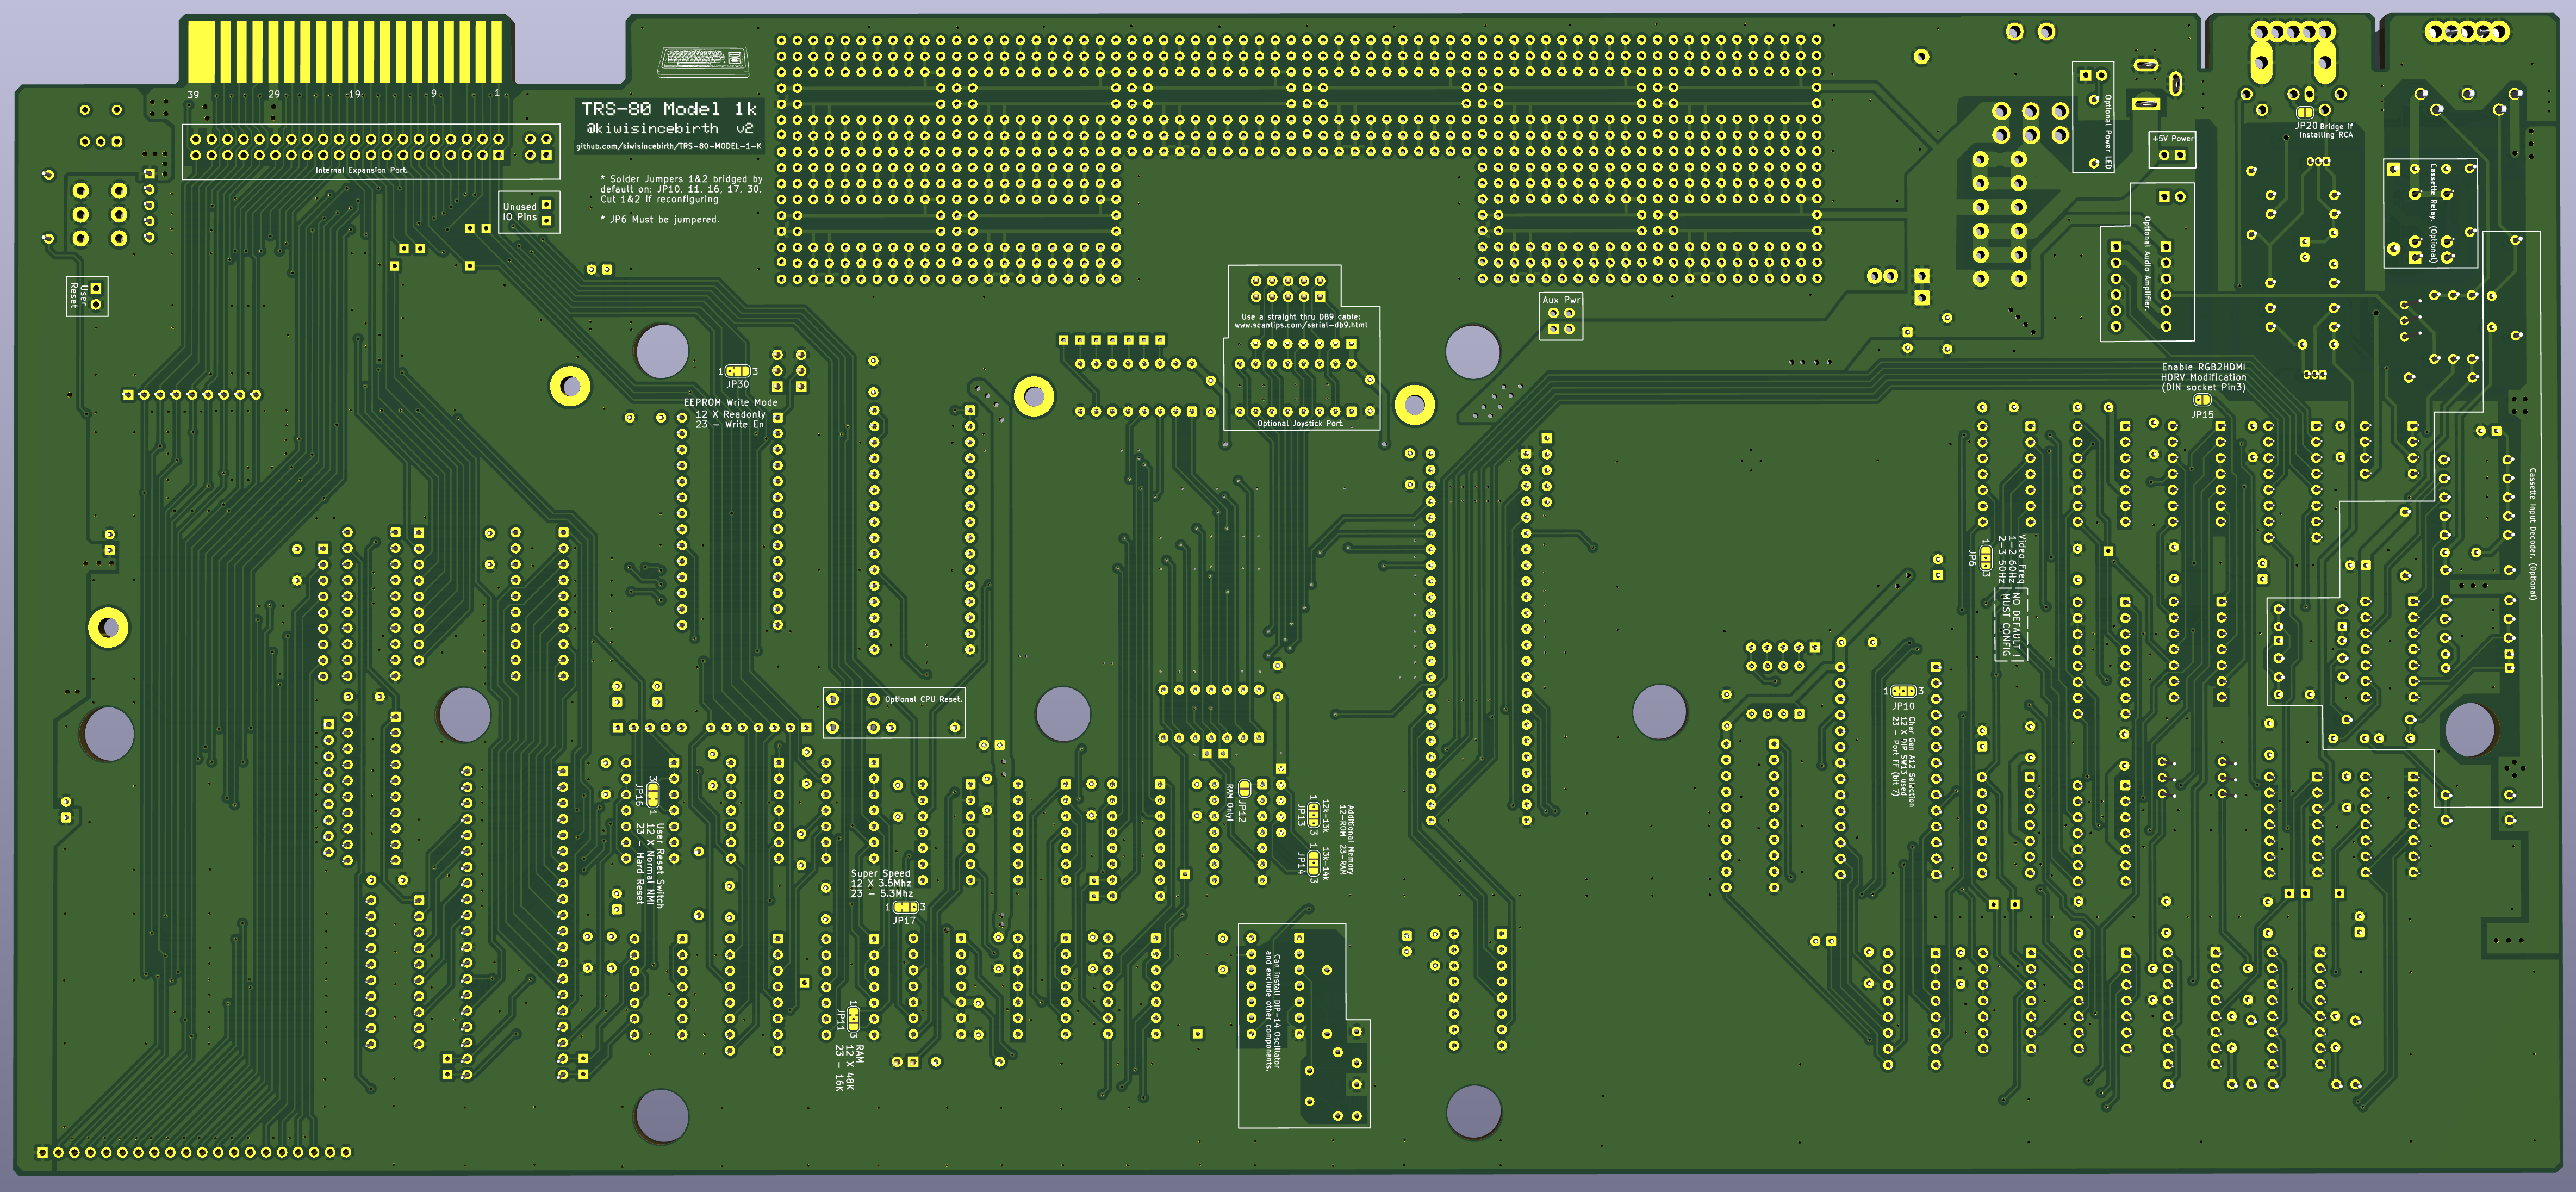 39 29 19 9 1
Internal Expansion Port.
TRS-80 Model 1k
@kiwisincebirth v2
github.com/kiwisincebirth/TRS-80-MODEL-1-K
* Solder Jumpers 1&2 bridged by
default on: JP10, 11, 16, 17, 30.
Cut 1&2 if reconfiguring
* JP6 Must be jumpered.
Unused
IO Pins
User
Reset
Optional Power LED
+5V Power
JP20 Bridge if
installing RCA
Cassette Relay. (Optional)
Optional Audio Amplifier.
Use a straight thru DB9 cable:
www.scantips.com/serial-db9.html
Optional Joystick Port.
Aux Pwr
1 3
JP30
EEPROM Write Mode
12 X Readonly
23 - Write En
Enable RGB2HDMI
HDRV Modification
(DIN socket Pin3)
JP15
Cassette Input Decoder. (Optional)
1 3
JP6
Video Freq
1-2 60Hz
2-3 50Hz
NO DEFAULT !
MUST CONFIG
Optional CPU Reset.
1 3
JP10
Char Gen A12 Selection
12 X DIP SW13 used
23 - Port FF (bit 7)
3 1
JP16
User Reset Switch
12 X Normal NMI
23 - Hard Reset
Super Speed
12 X 3.5Mhz
23 - 5.3Mhz
1 3
JP17
JP12
RAM Only!
1 3
JP13
12k-13k
1 3
JP14
13k-14k
Additional Memory
12-ROM 23-RAM
1 3
JP11
RAM
12 X 48K
23 - 16K
Can install DIP-14 Oscillator
and exclude other components.